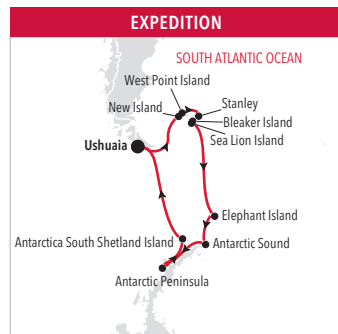 EXPEDITION
SOUTH ATLANTIC OCEAN
West Point Island
New Island
Stanley
Bleaker Island
Sea Lion Island
Ushuaia
Elephant Island
Antarctica South Shetland Island
Antarctic Sound
Antarctic Peninsula